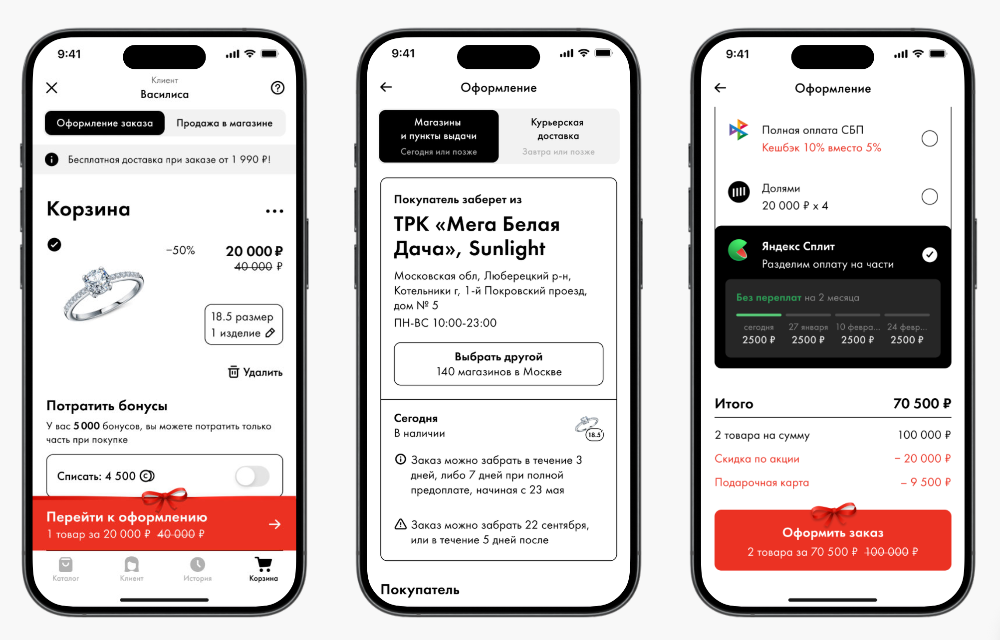 9:41
Клиент
Василиса
Оформление заказа
Продажа в магазине
Бесплатная доставка при заказе от 1 990 ₽!
Корзина
−50%
20 000 ₽
40 000 ₽
18.5 размер
1 изделие
Удалить
Потратить бонусы
У вас 5 000 бонусов, вы можете потратить только
часть при покупке
Списать: 4 500
Перейти к оформлению
1 товар за 20 000 ₽ 40 000 ₽
Каталог
Клиент
История
Корзина
9:41
Оформление
Магазины
и пункты выдачи
Сегодня или позже
Курьерская
доставка
Завтра или позже
Покупатель заберет из
ТРК «Мега Белая
Дача», Sunlight
Московская обл, Люберецкий р-н,
Котельники г, 1-й Покровский проезд,
дом № 5
ПН-ВС 10:00-23:00
Выбрать другой
140 магазинов в Москве
Сегодня
В наличии
18.5
Заказ можно забрать в течение 3
дней, либо 7 дней при полной
предоплате, начиная с 23 мая
Заказ можно забрать 22 сентября,
или в течение 5 дней после
Покупатель
9:41
Оформление
Полная оплата СБП
Кешбэк 10% вместо 5%
Долями
20 000 ₽ x 4
Яндекс Сплит
Разделим оплату на части
Без переплат на 2 месяца
сегодня 27 января 10 февра... 24 февр...
2500 ₽ 2500 ₽ 2500 ₽ 2500 ₽
Итого 70 500 ₽
2 товара на сумму 100 000 ₽
Скидка по акции − 20 000 ₽
Подарочная карта − 9 500 ₽
Оформить заказ
2 товара за 70 500 ₽ 100 000 ₽